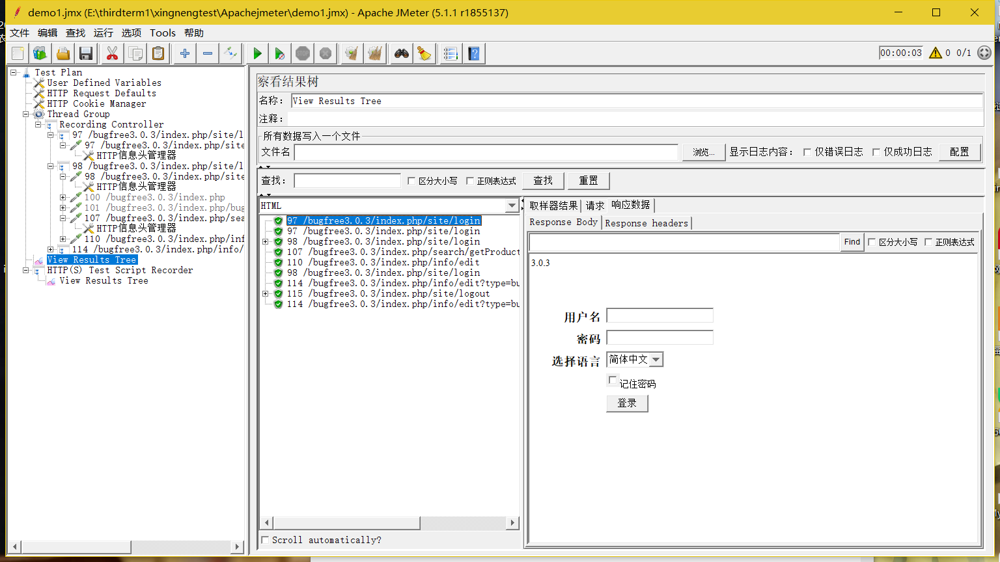 demo1.jmx (E:\thirdterm1\xingnengtest\Apachejmeter\demo1.jmx) - Apache JMeter (5.1.1 r1855137)
文件 编辑 查找 运行 选项 Tools 帮助
00:00:03 0 0/1
Test Plan
User Defined Variables
HTTP Request Defaults
HTTP Cookie Manager
Thread Group
Recording Controller
97 /bugfree3.0.3/index.php/site/l
97 /bugfree3.0.3/index.php/site
HTTP信息头管理器
98 /bugfree3.0.3/index.php/site/l
98 /bugfree3.0.3/index.php/site
HTTP信息头管理器
100 /bugfree3.0.3/index.php
101 /bugfree3.0.3/index.php/bug
107 /bugfree3.0.3/index.php/sea
HTTP信息头管理器
110 /bugfree3.0.3/index.php/inf
114 /bugfree3.0.3/index.php/info/
View Results Tree
HTTP(S) Test Script Recorder
View Results Tree
察看结果树
名称： View Results Tree
注释：
所有数据写入一个文件
文件名 浏览... 显示日志内容： 仅错误日志 仅成功日志 配置
查找： 区分大小写 正则表达式 查找 重置
HTML
97 /bugfree3.0.3/index.php/site/login
97 /bugfree3.0.3/index.php/site/login
98 /bugfree3.0.3/index.php/site/login
107 /bugfree3.0.3/index.php/search/getProduct
110 /bugfree3.0.3/index.php/info/edit
98 /bugfree3.0.3/index.php/site/login
114 /bugfree3.0.3/index.php/info/edit?type=bu
115 /bugfree3.0.3/index.php/site/logout
114 /bugfree3.0.3/index.php/info/edit?type=bu
Scroll automatically?
取样器结果 请求 响应数据
Response Body Response headers
Find 区分大小写 正则表达式
3.0.3
用户名
密码
选择语言 简体中文
记住密码
登录